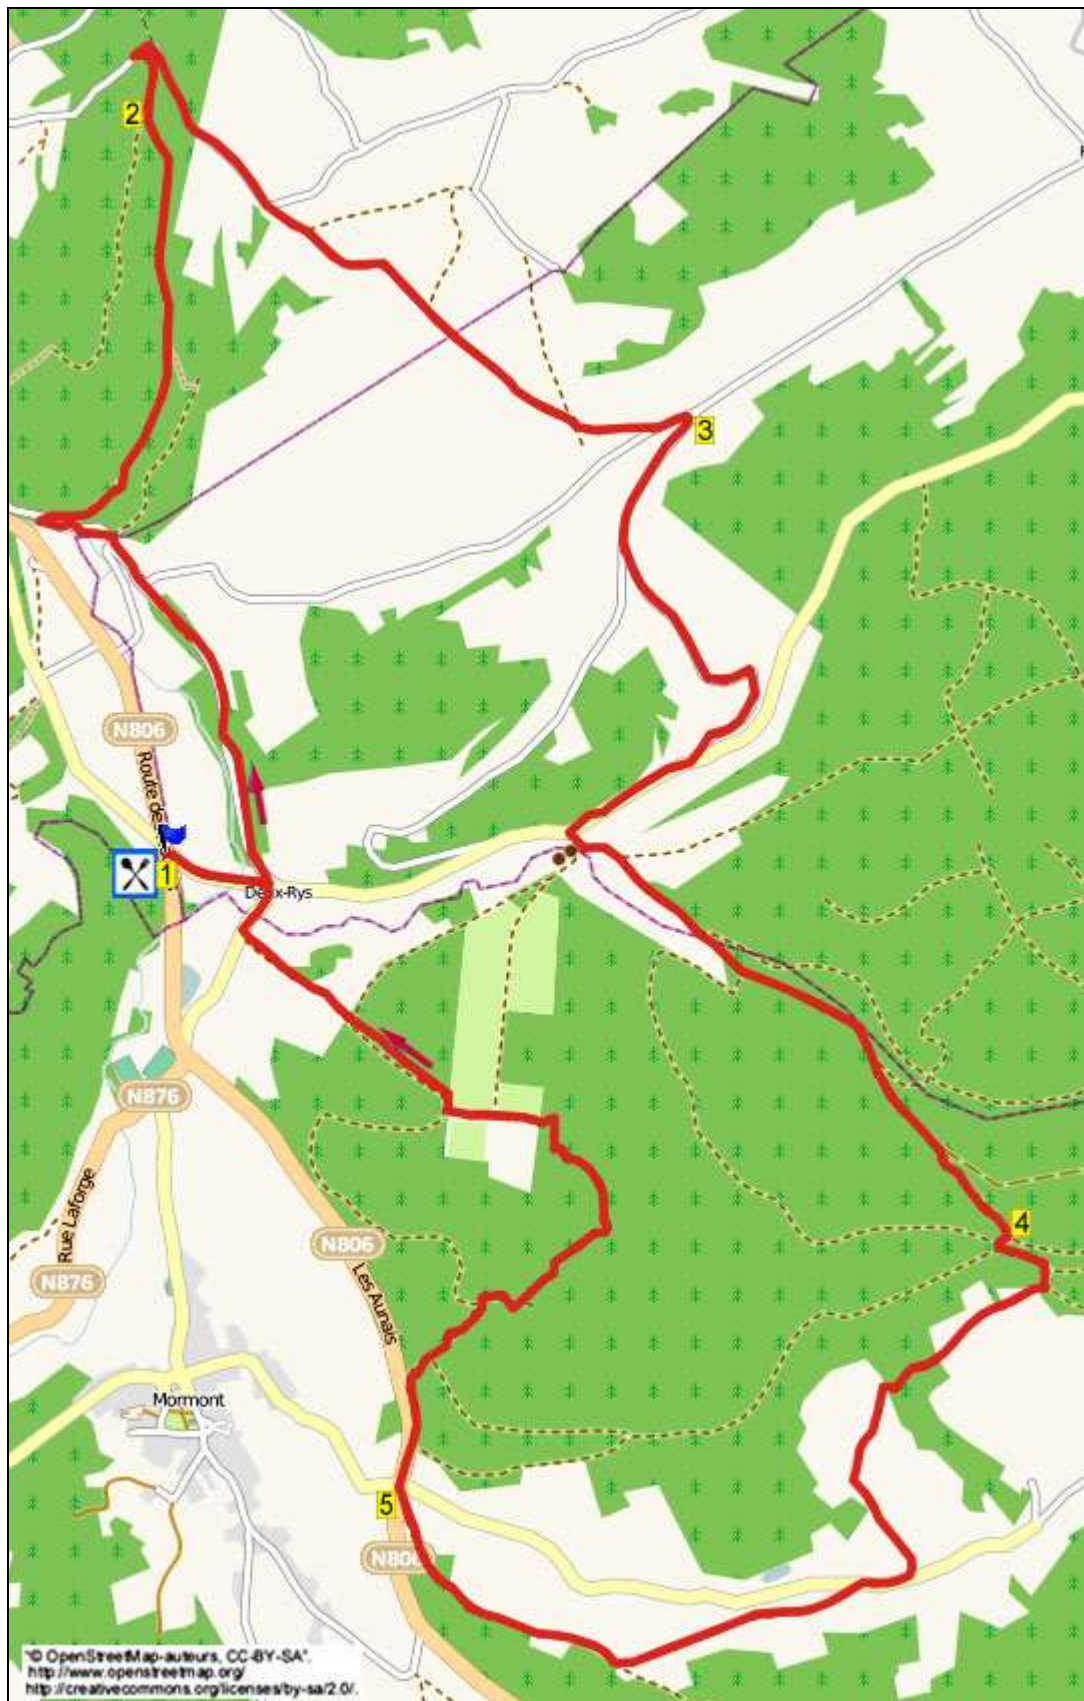 2
3
N806
Route de
1
Deux-Rys
N876
Rue Laforge
N806
4
N876
Les Aunais
Mormont
5
N806
"© OpenStreetMap-auteurs, CC-BY-SA".
http://www.openstreetmap.org/
http://creativecommons.org/licenses/by-sa/2.0/.